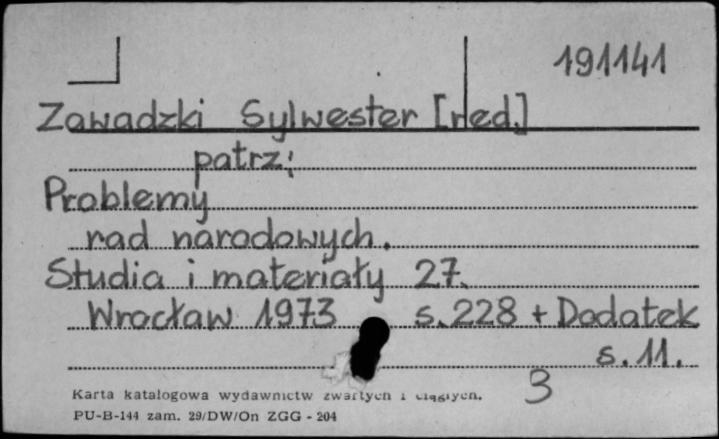 191141
Zawadzki Sylwester [red.]
patrz:
Problemy
rad narodowych.
Studia i materiały 27.
Wrocław 1973 s. 228 + Dodatek
s. 11.
3
Karta katalogowa wydawnictw zwartych i ciągłych.
PU-B-144 zam. 29/DW/On ZGG - 204